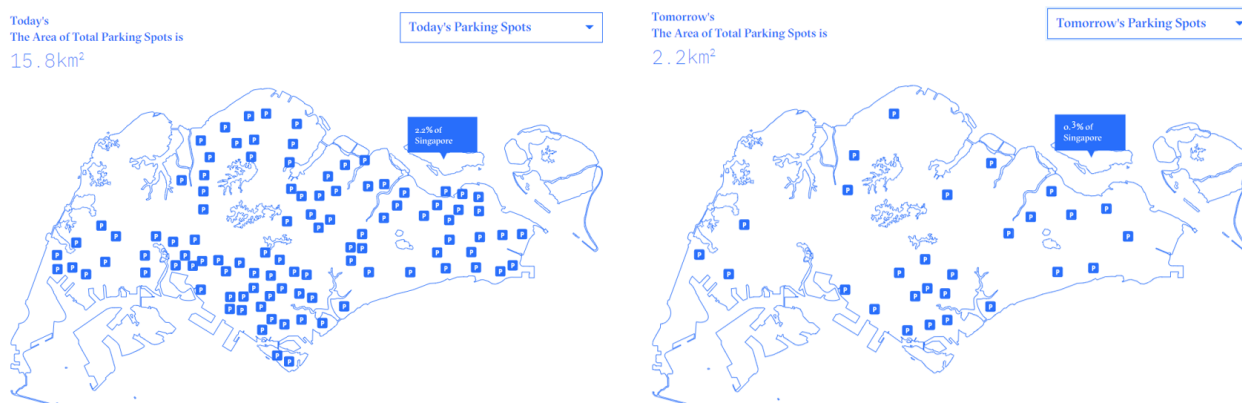 Today's
The Area of Total Parking Spots is
15.8km²
Today's Parking Spots
2.2% of
Singapore
Tomorrow's
The Area of Total Parking Spots is
2.2km²
Tomorrow's Parking Spots
0.3% of
Singapore